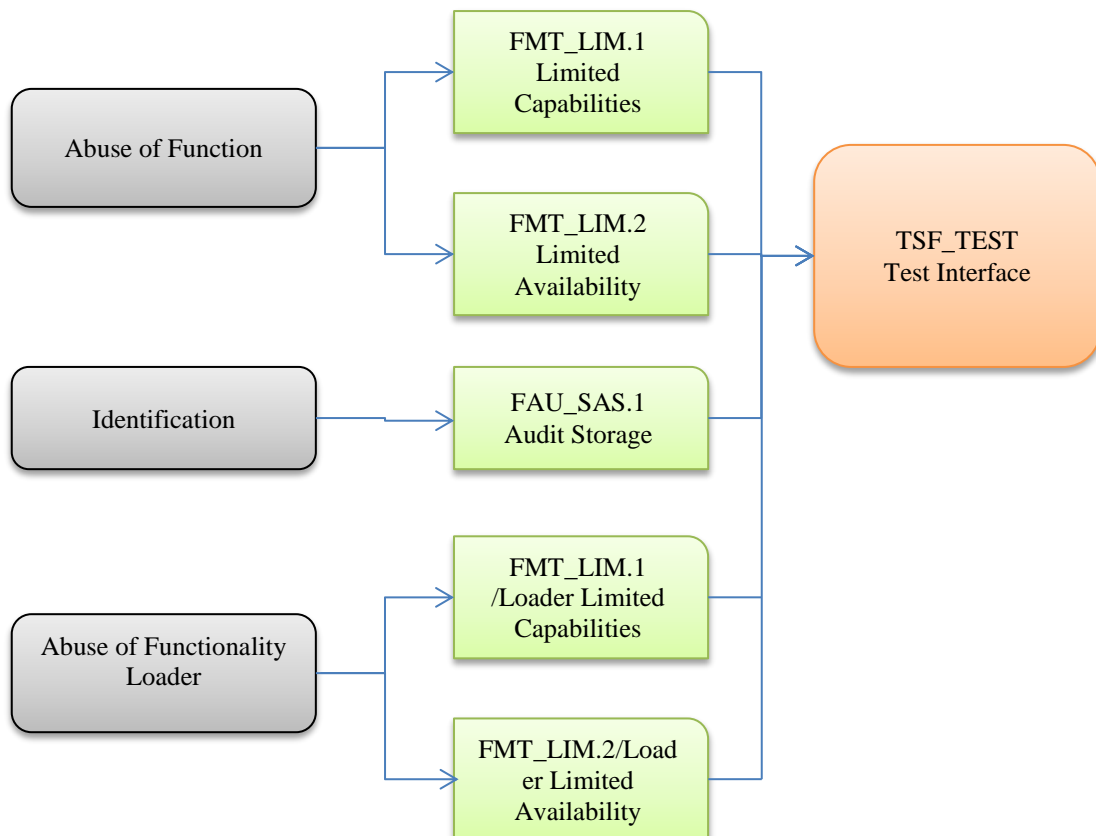 Abuse of Function
FMT_LIM.1
Limited
Capabilities
FMT_LIM.2
Limited
Availability
TSF_TEST
Test Interface
Identification
FAU_SAS.1
Audit Storage
Abuse of Functionality
Loader
FMT_LIM.1
/Loader Limited
Capabilities
FMT_LIM.2/Load
er Limited
Availability